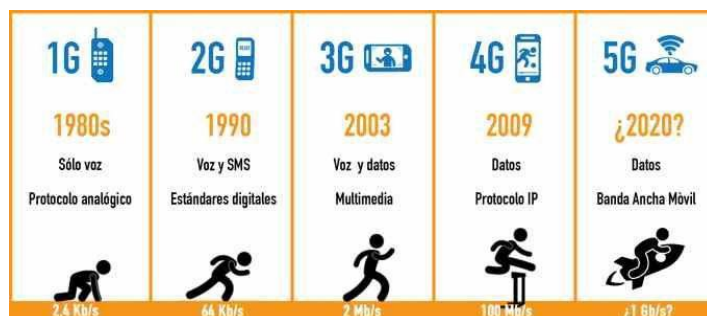 1G
1980s
Sólo voz
Protocolo analógico
2.4 Kb/s
2G
1990
Voz y SMS
Estándares digitales
64 Kb/s
3G
2003
Voz y datos
Multimedia
2 Mb/s
4G
2009
Datos
Protocolo IP
100 Mb/s
5G
¿2020?
Datos
Banda Ancha Mòvil
¿1 Gb/s?